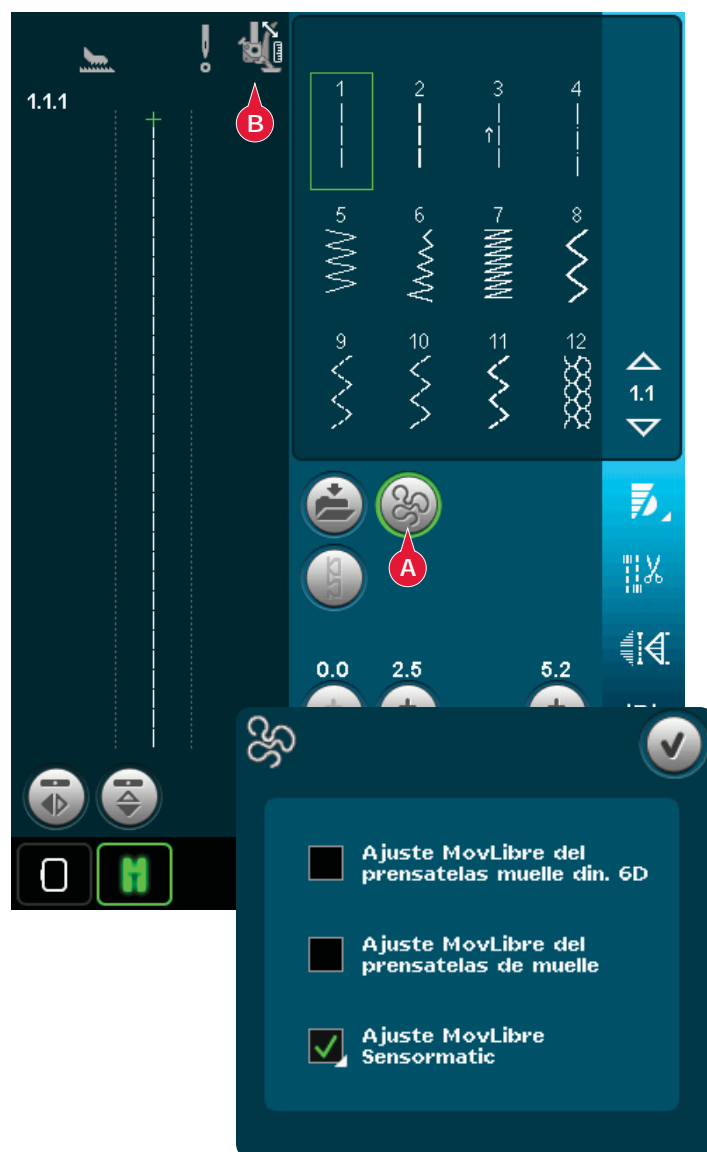 B
1.1.1
1 2 3 4
5 6 7 8
9 10 11 12
1.1
A
0.0 2.5 5.2
Ajuste MovLibre del
prensatelas muelle din. 6D
Ajuste MovLibre del
prensatelas de muelle
Ajuste MovLibre
Sensormatic